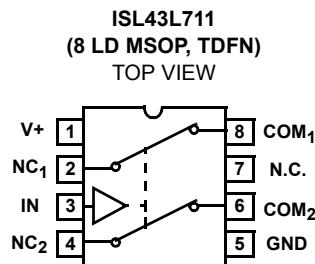 ISL43L711
(8 LD MSOP, TDFN)
TOP VIEW
V+ 1 8 COM1
NC1 2 7 N.C.
IN 3 6 COM2
NC2 4 5 GND